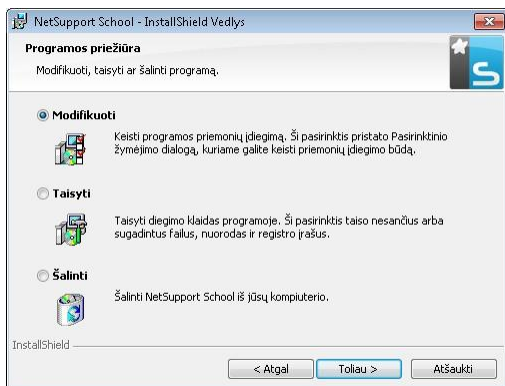 NetSupport School - InstallShield Vedlys
Programos priežiūra
Modifikuoti, taisyti ar šalinti programą.
S
Modifikuoti
Keisti programos priemonių įdiegimą. Ši pasirinktis pristato Pasirinktinio
žymėjimo dialogą, kuriame galite keisti priemonių įdiegimo būdą.
Taisyti
Taisyti diegimo klaidas programoje. Ši pasirinktis taiso nesančius arba
sugadintus failus, nuorodas ir registro įrašus.
Šalinti
Šalinti NetSupport School iš jūsų kompiuterio.
InstallShield
< Atgal
Toliau >
Atšaukti